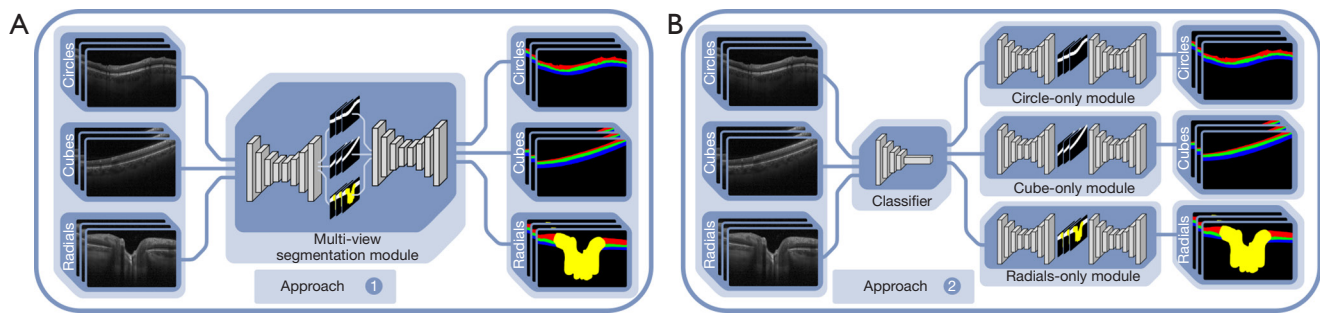 A
Circles
Cubes
Radials
Multi-view
segmentation module
Approach 1
Circles
Cubes
Radials
B
Circles
Cubes
Radials
Classifier
Approach 2
Circle-only module
Cube-only module
Radials-only module
Circles
Cubes
Radials